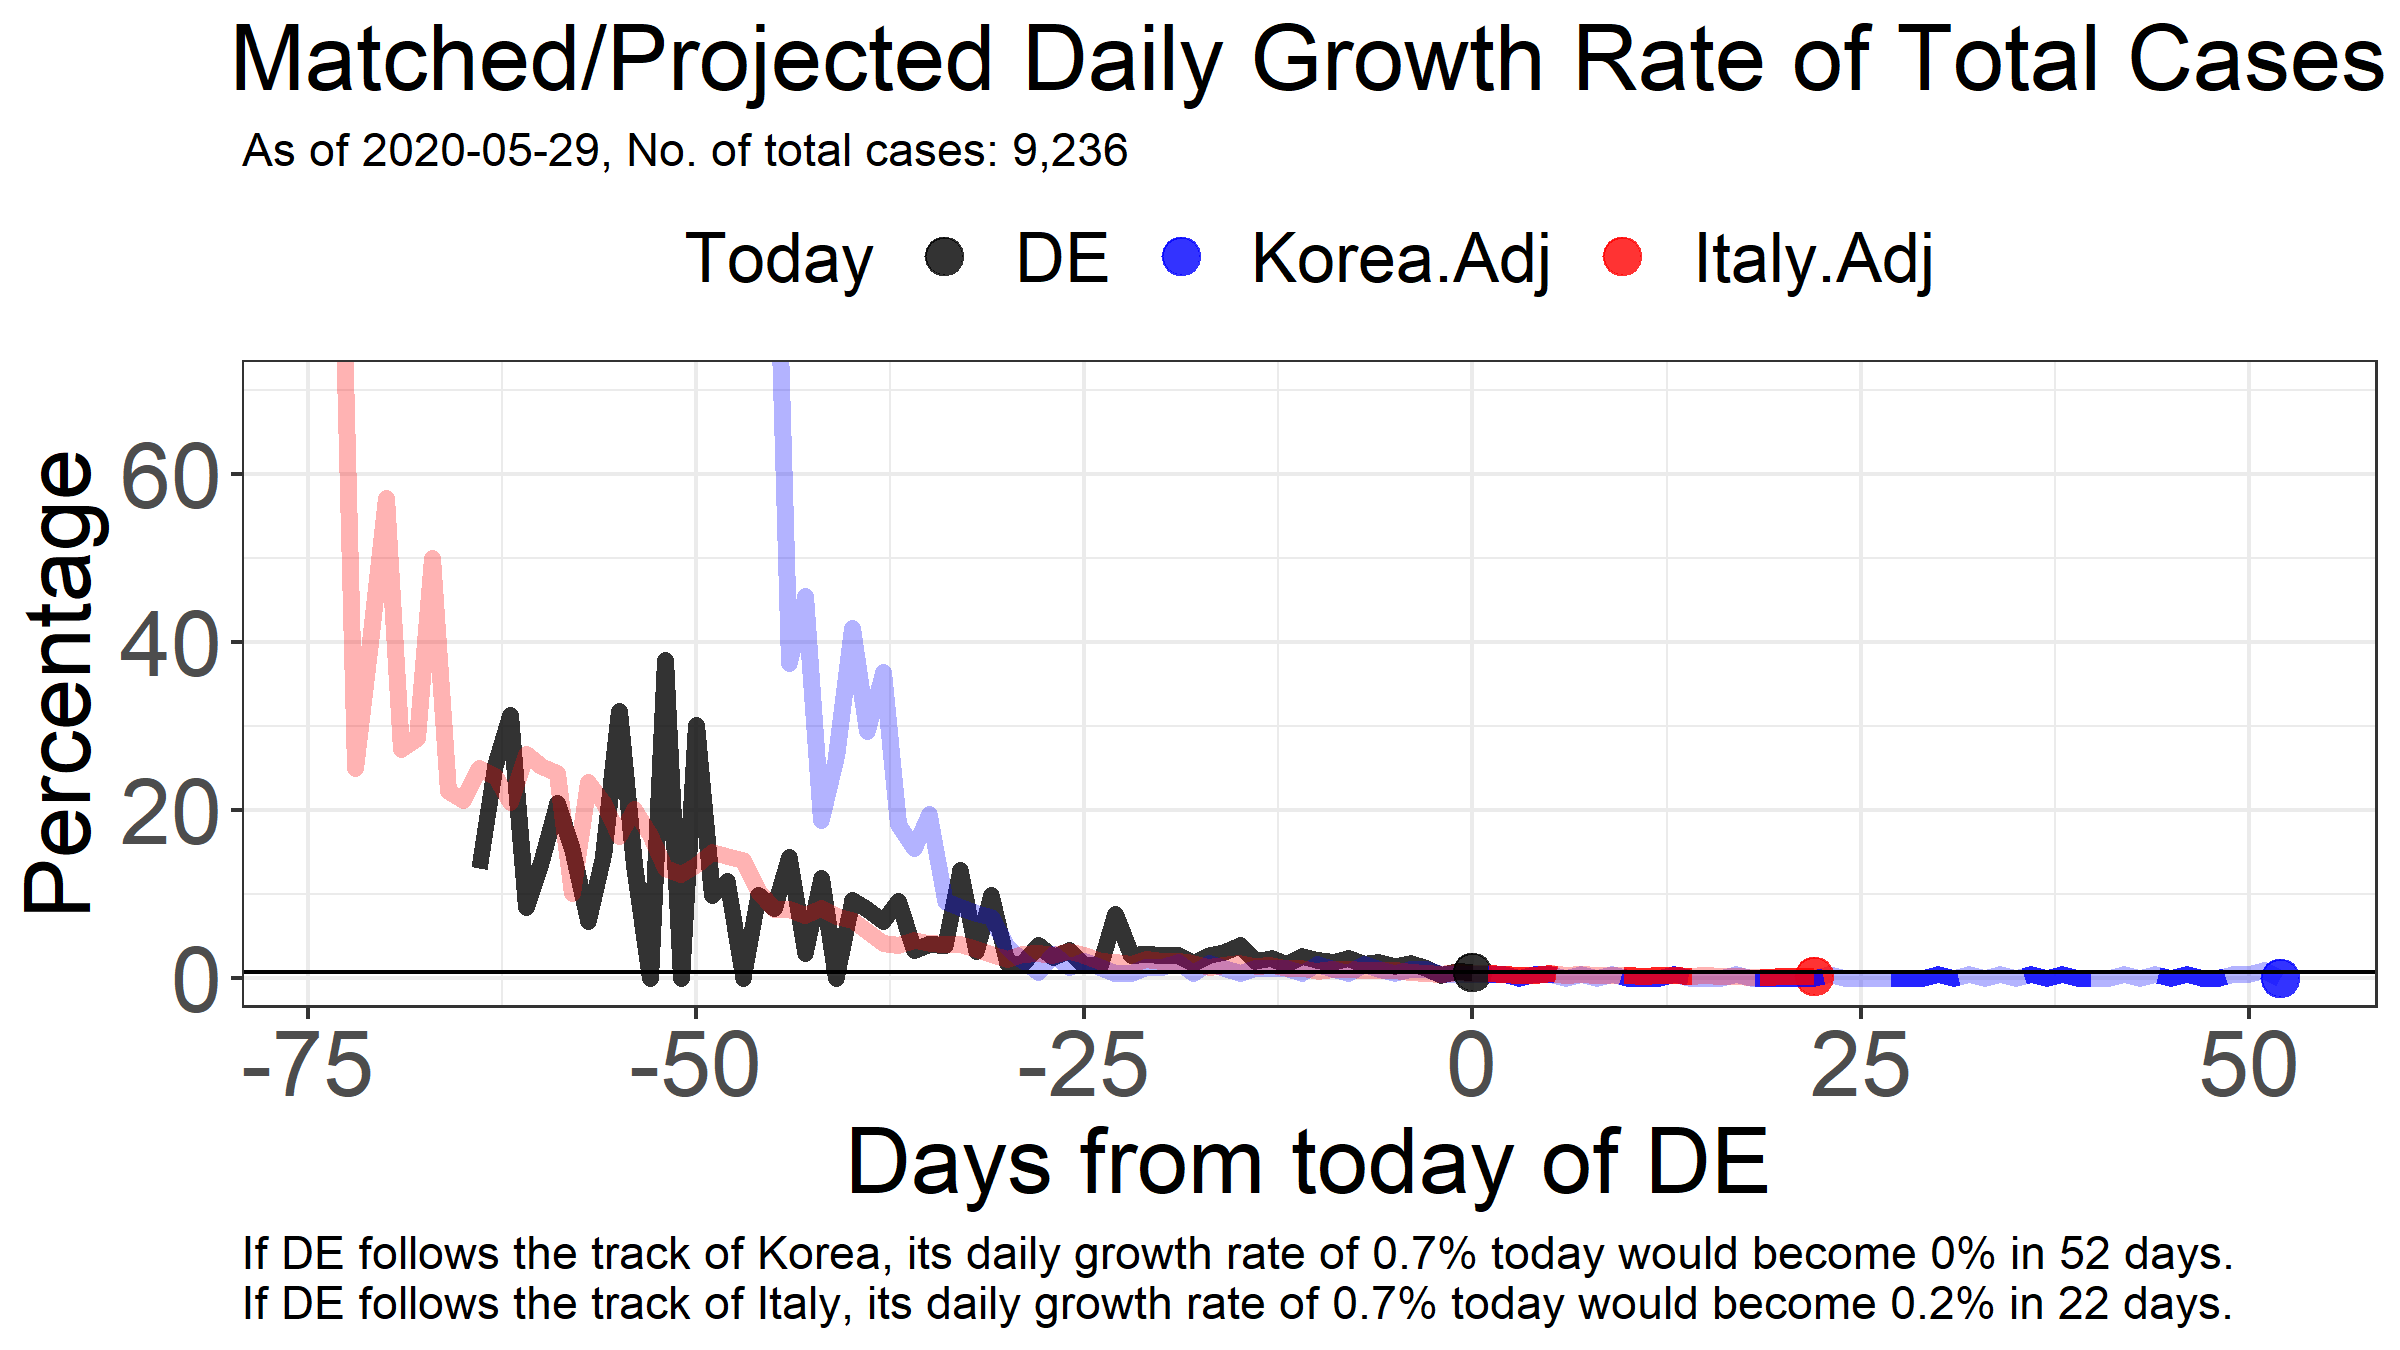 Matched/Projected Daily Growth Rate of Total Cases
As of 2020-05-29, No. of total cases: 9,236
Today DE Korea.Adj Italy.Adj
Percentage
60
40
20
0
-75 -50 -25 0 25 50
Days from today of DE
If DE follows the track of Korea, its daily growth rate of 0.7% today would become 0% in 52 days.
If DE follows the track of Italy, its daily growth rate of 0.7% today would become 0.2% in 22 days.